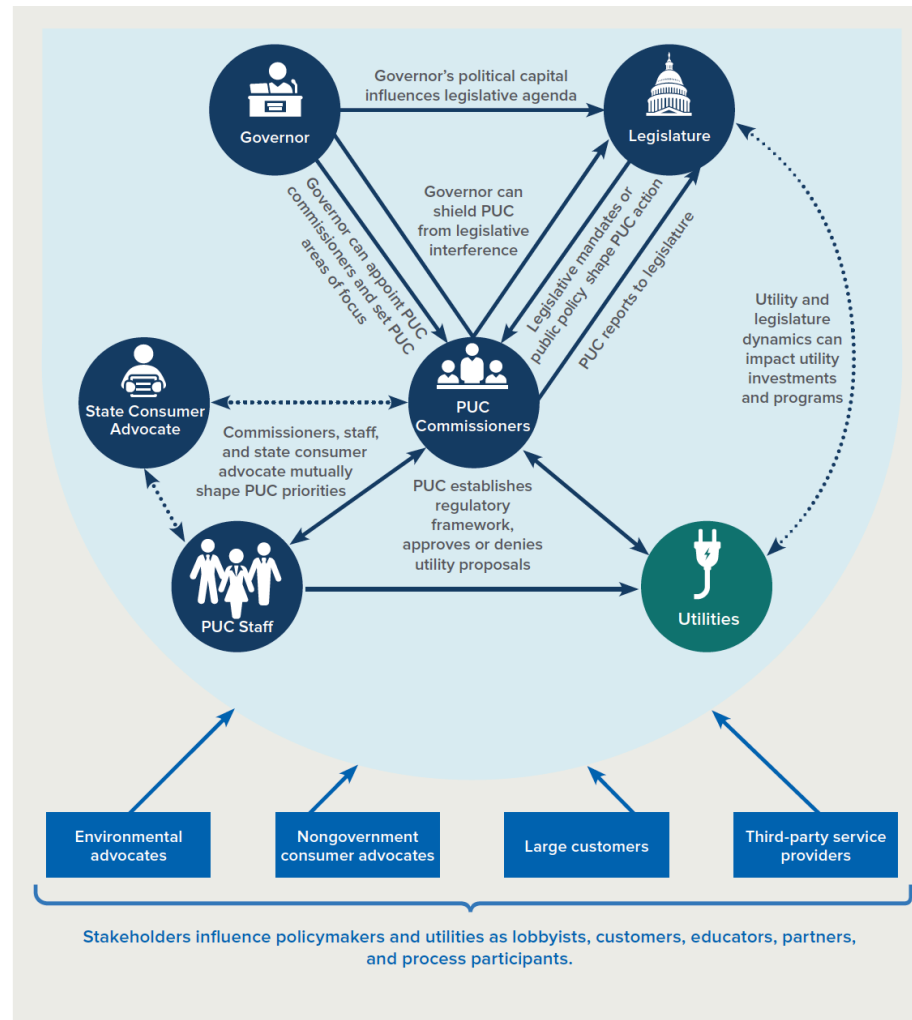 Governor's political capital
influences legislative agenda
Governor
Legislature
Governor can appoint PUC
commissioners and set PUC
areas of focus
Governor can
shield PUC
from legislative
interference
Legislative mandates or
public policy shape PUC action
PUC reports to legislature
Utility and
legislature
dynamics can
impact utility
investments
and programs
State Consumer
Advocate
PUC
Commissioners
Commissioners, staff,
and state consumer
advocate mutually
shape PUC priorities
PUC establishes
regulatory
framework,
approves or denies
utility proposals
PUC Staff
Utilities
Environmental
advocates
Nongovernment
consumer advocates
Large customers
Third-party service
providers
Stakeholders influence policymakers and utilities as lobbyists, customers, educators, partners,
and process participants.